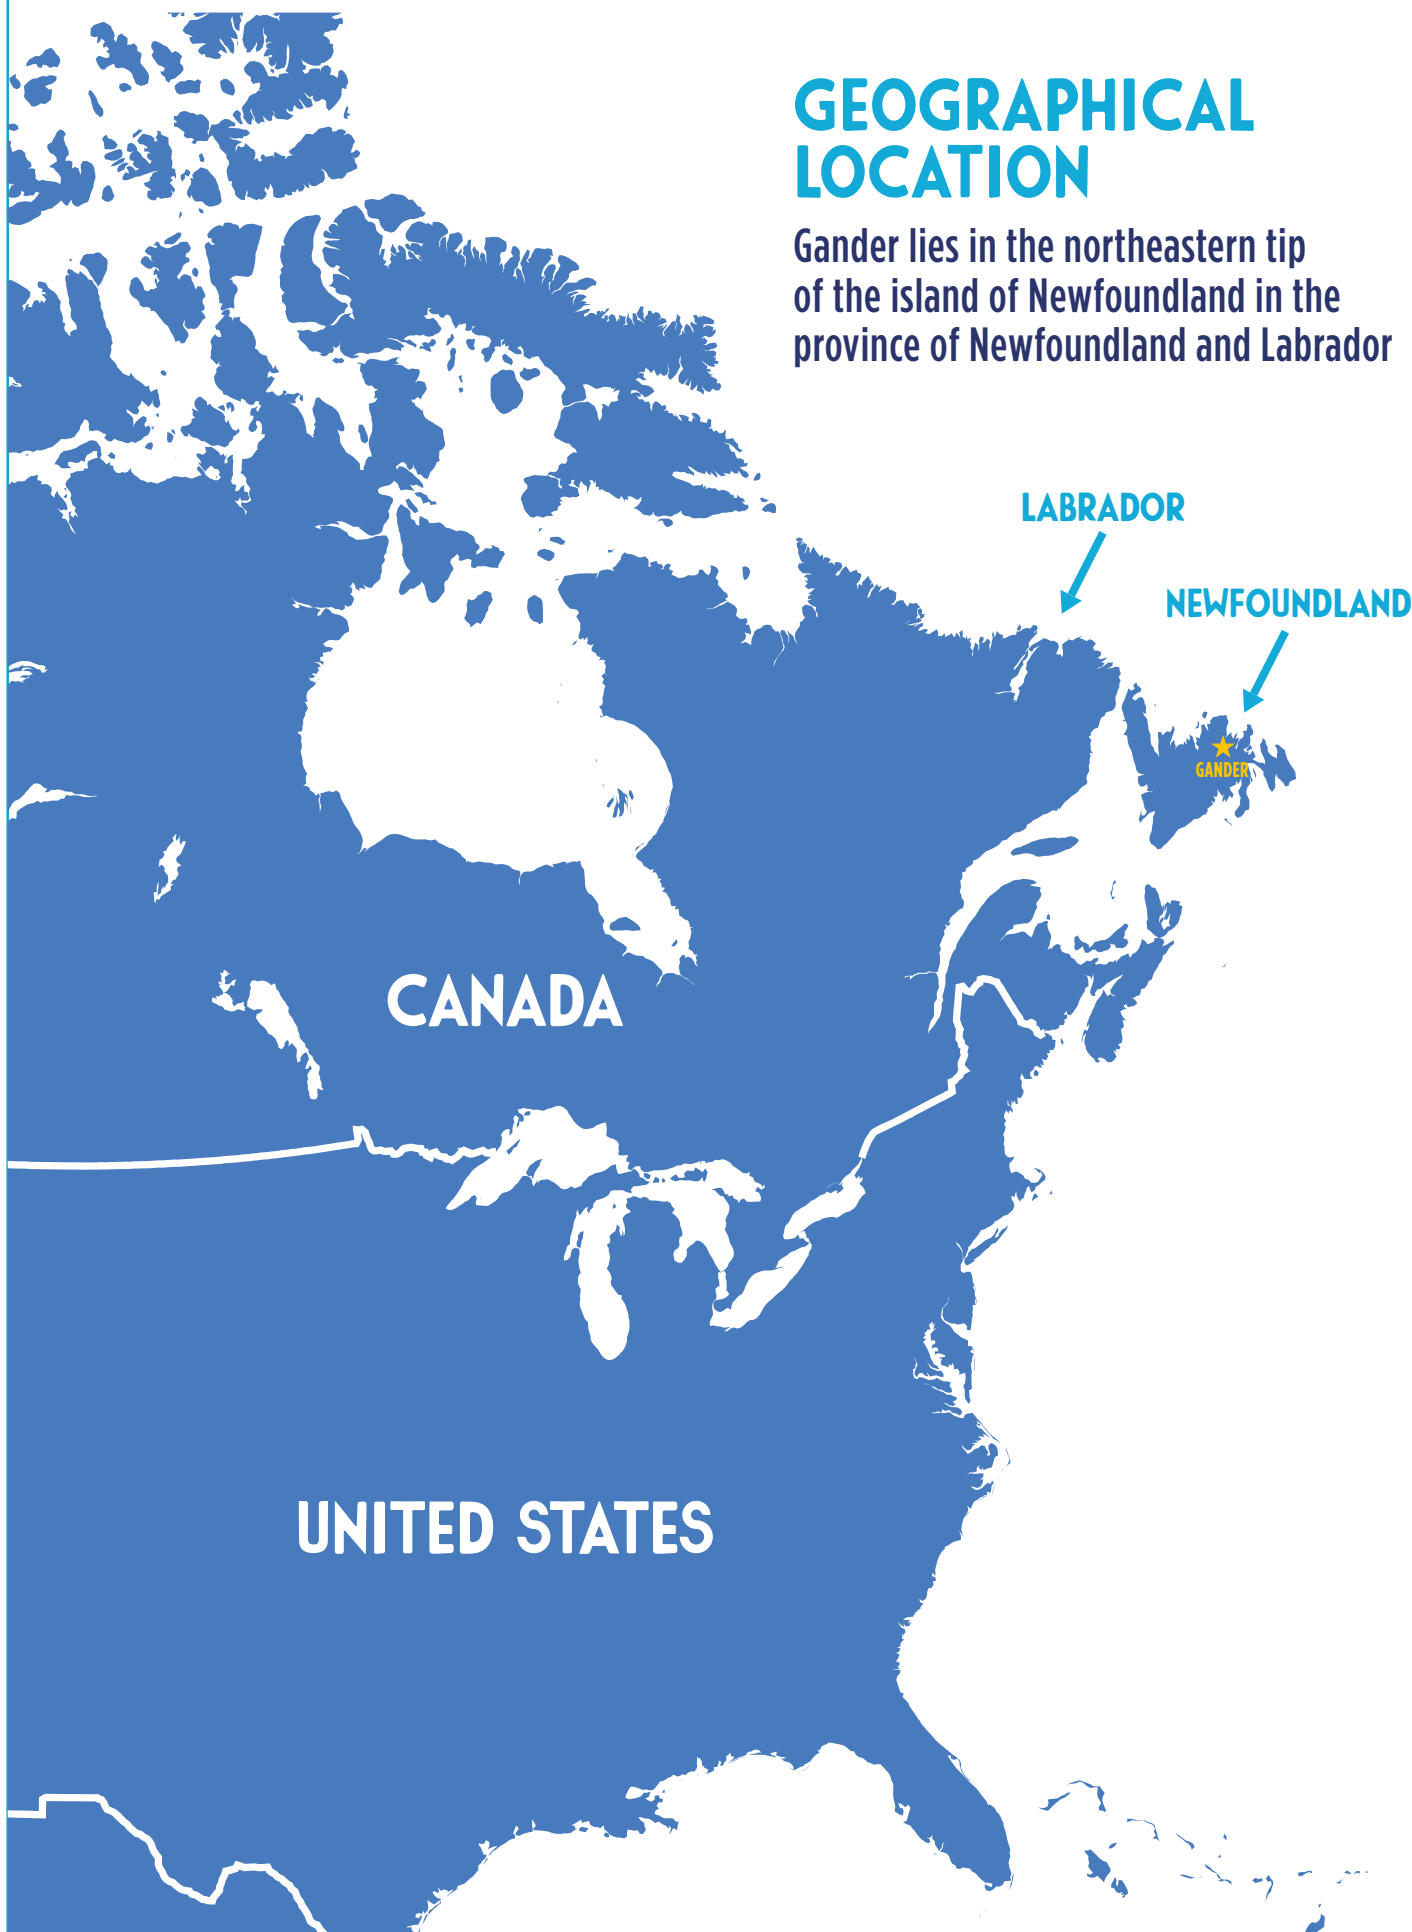 GEOGRAPHICAL
LOCATION
Gander lies in the northeastern tip
of the island of Newfoundland in the
province of Newfoundland and Labrador
LABRADOR
NEWFOUNDLAND
GANDER
CANADA
UNITED STATES